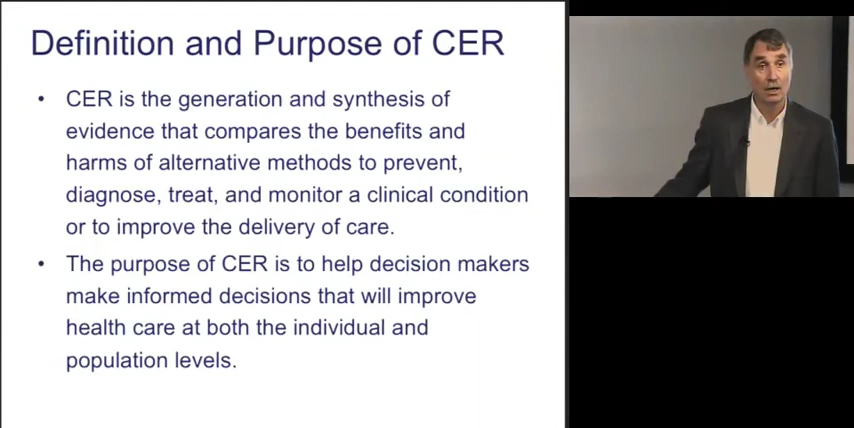 Definition and Purpose of CER
• CER is the generation and synthesis of
evidence that compares the benefits and
harms of alternative methods to prevent,
diagnose, treat, and monitor a clinical condition
or to improve the delivery of care.
• The purpose of CER is to help decision makers
make informed decisions that will improve
health care at both the individual and
population levels.